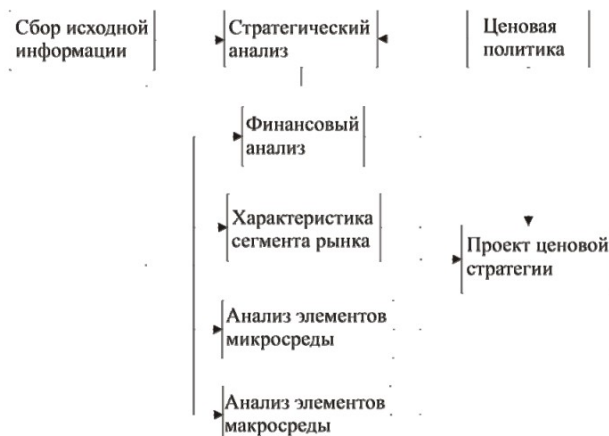 Сбор исходной
информации
Стратегический
анализ
Ценовая
политика
Финансовый
анализ
Характеристика
сегмента рынка
Проект ценовой
стратегии
Анализ элементов
микросреды
Анализ элементов
макросреды